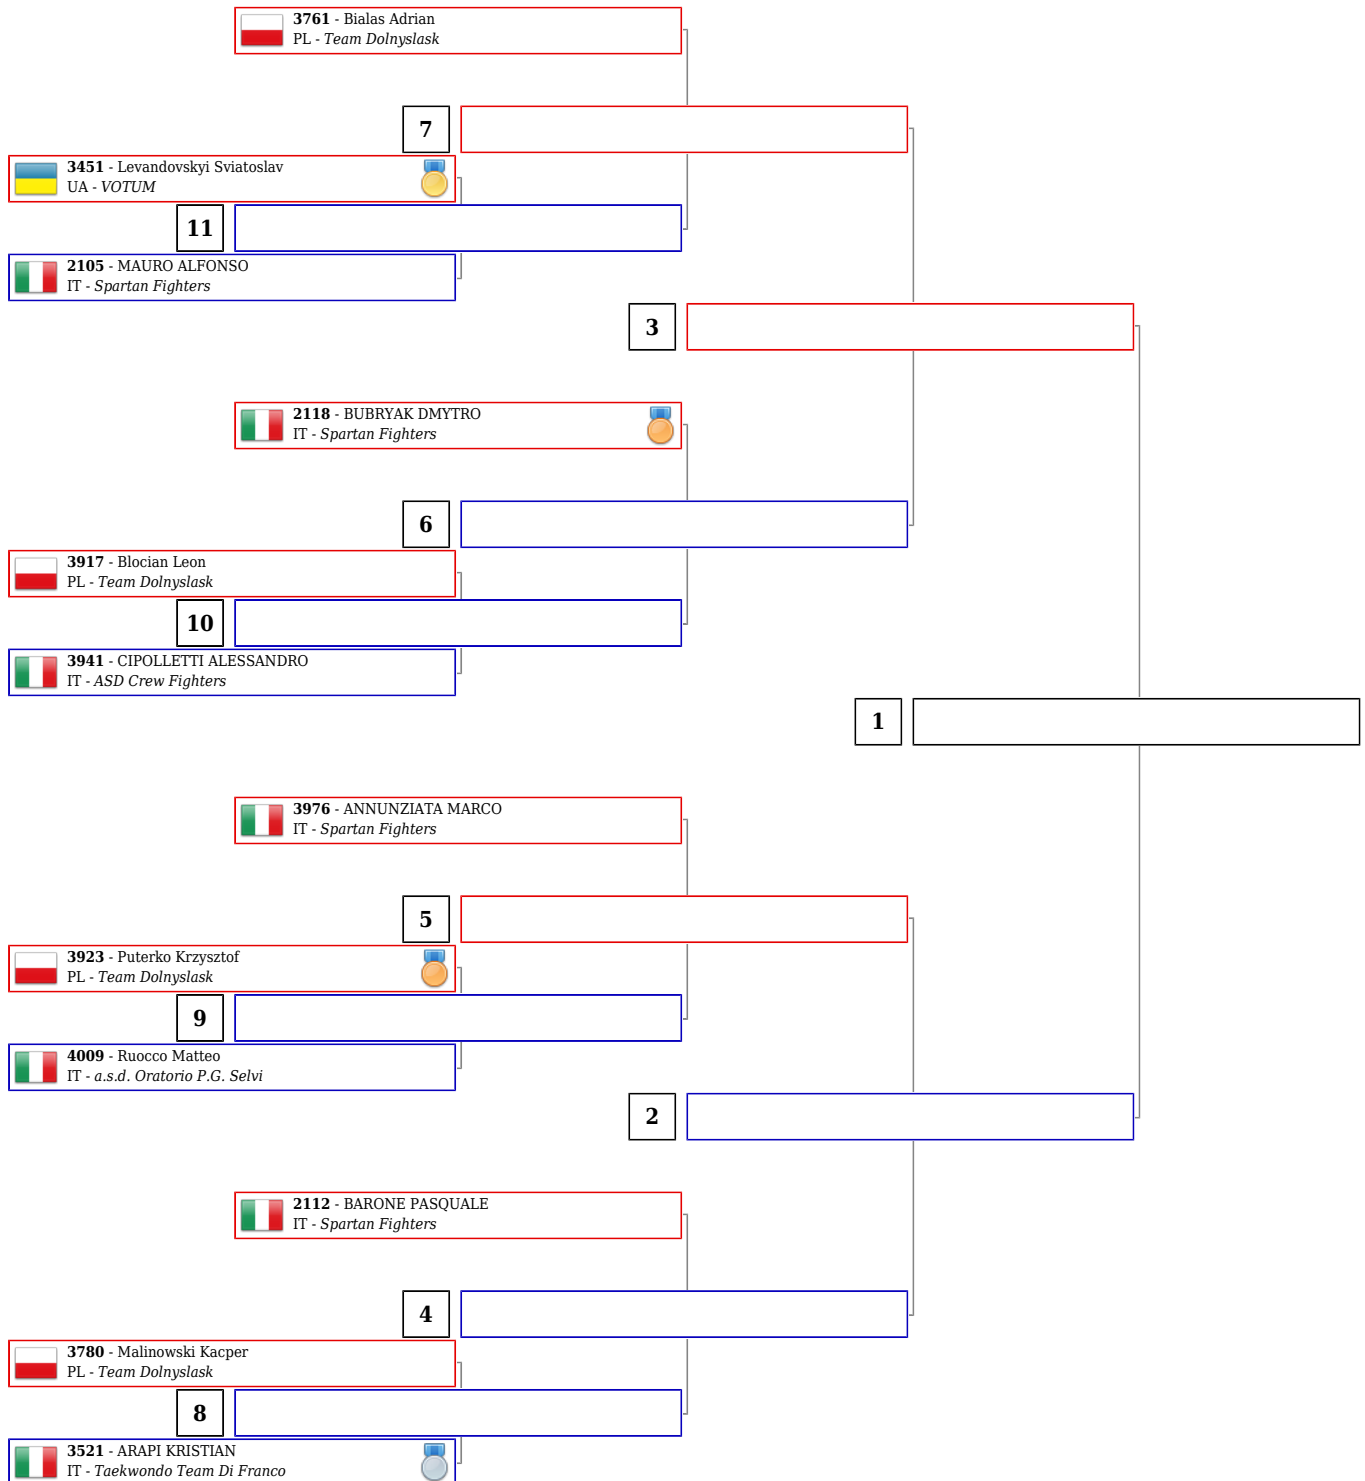 3761 - Bialas Adrian
PL - Team Dolnyslask
7
3451 - Levandovskyi Sviatoslav
UA - VOTUM
11
2105 - MAURO ALFONSO
IT - Spartan Fighters
3
2118 - BUBRYAK DMYTRO
IT - Spartan Fighters
6
3917 - Blocian Leon
PL - Team Dolnyslask
10
3941 - CIPOLLETTI ALESSANDRO
IT - ASD Crew Fighters
1
3976 - ANNUNZIATA MARCO
IT - Spartan Fighters
5
3923 - Puterko Krzysztof
PL - Team Dolnyslask
9
4009 - Ruocco Matteo
IT - a.s.d. Oratorio P.G. Selvi
2
2112 - BARONE PASQUALE
IT - Spartan Fighters
4
3780 - Malinowski Kacper
PL - Team Dolnyslask
8
3521 - ARAPI KRISTIAN
IT - Taekwondo Team Di Franco